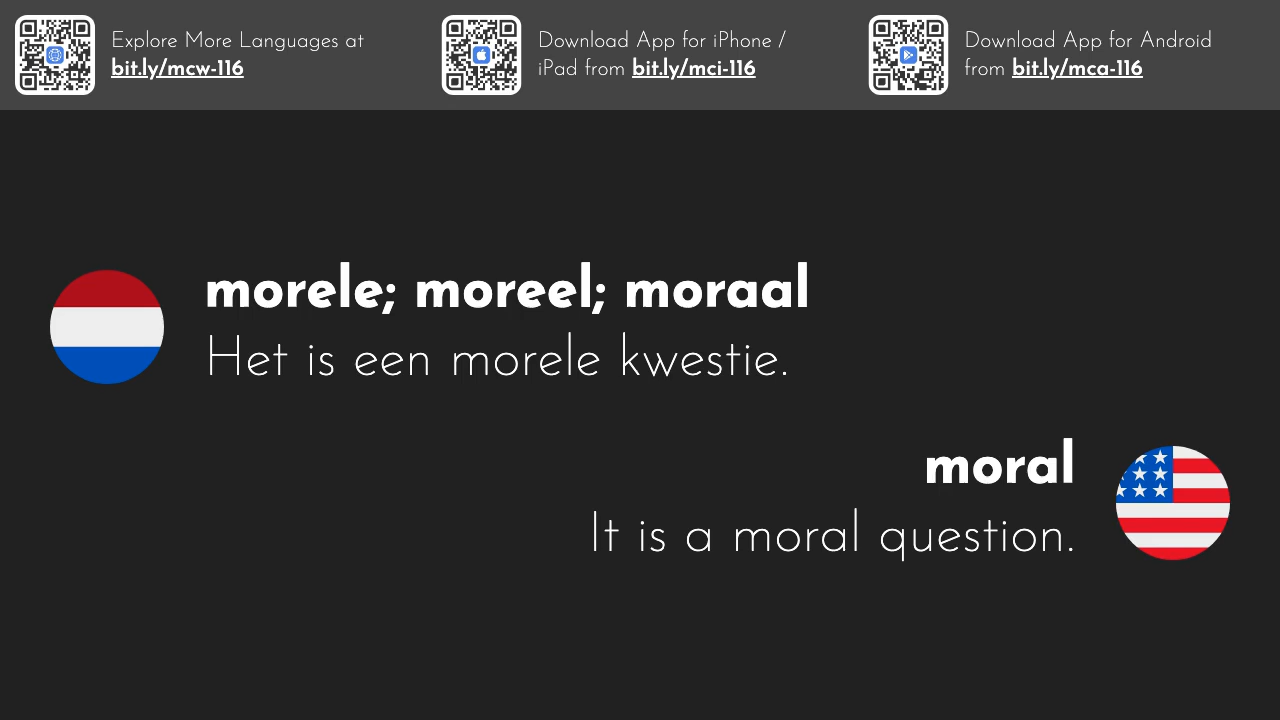 Explore More Languages at
bit.ly/mcw-116
Download App for iPhone /
iPad from bit.ly/mci-116
Download App for Android
from bit.ly/mca-116
morele; moreel; moraal
Het is een morele kwestie.
moral
It is a moral question.